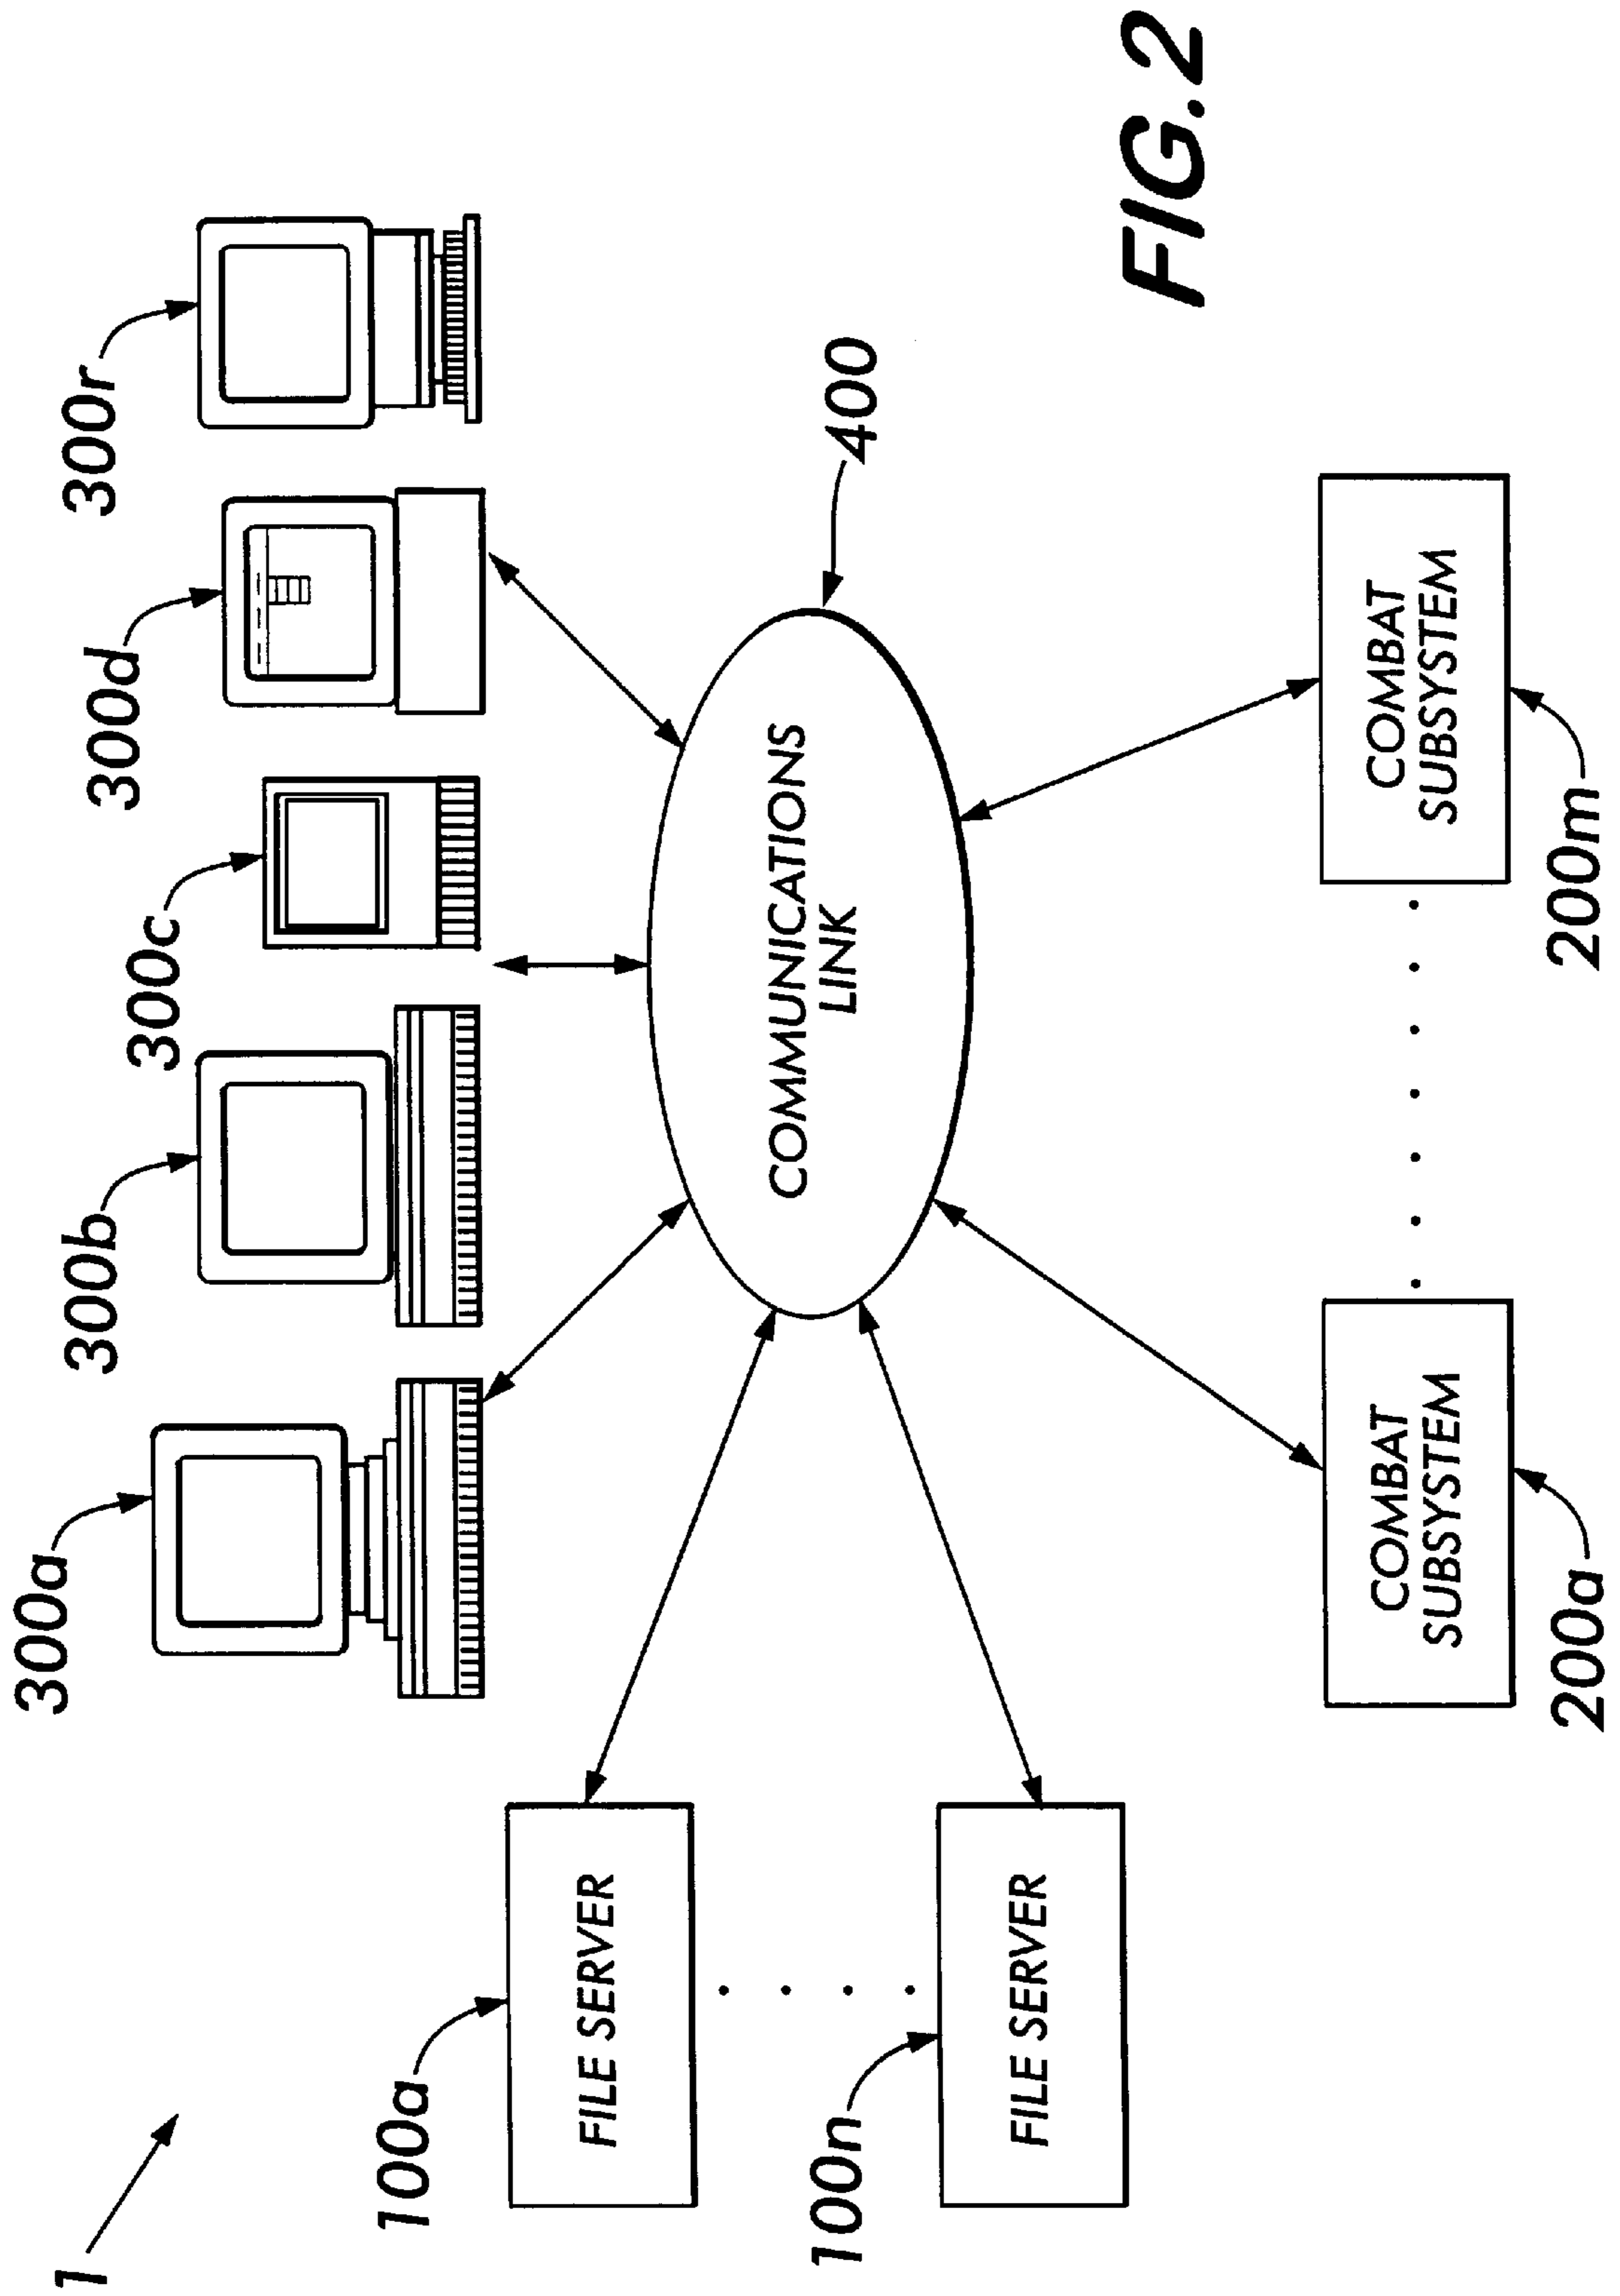 1
300a
300b
300c
300d
300r
100a
FILE SERVER
100n
FILE SERVER
COMMUNICATIONS
LINK
400
COMBAT
SUBSYSTEM
200a
COMBAT
SUBSYSTEM
200m
FIG.2